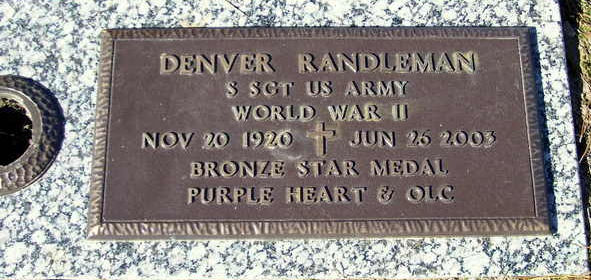 DENVER RANDLEMAN
S SGT US ARMY
WORLD WAR II
NOV 20 1920 JUN 26 2003
BRONZE STAR MEDAL
PURPLE HEART & OLC